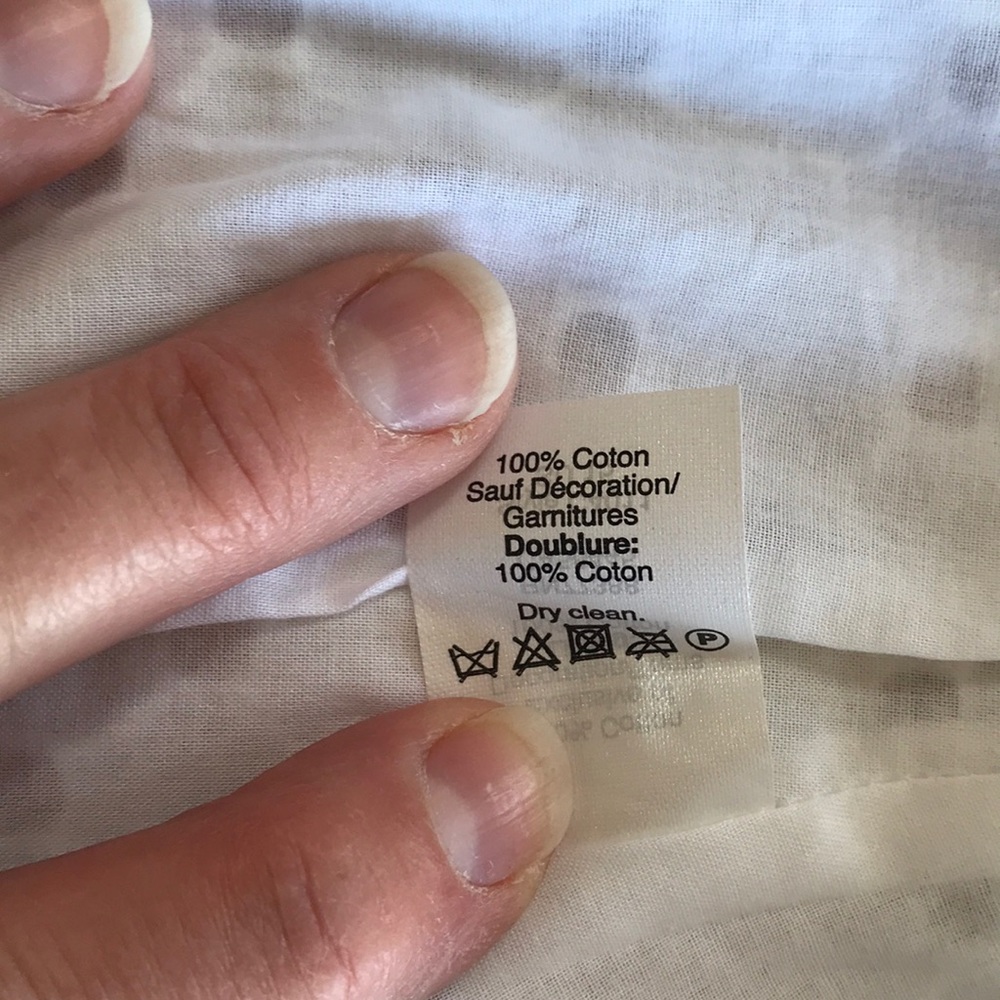 100% Coton
Sauf Décoration/
Garnitures
Doublure:
100% Coton
Dry clean.
P